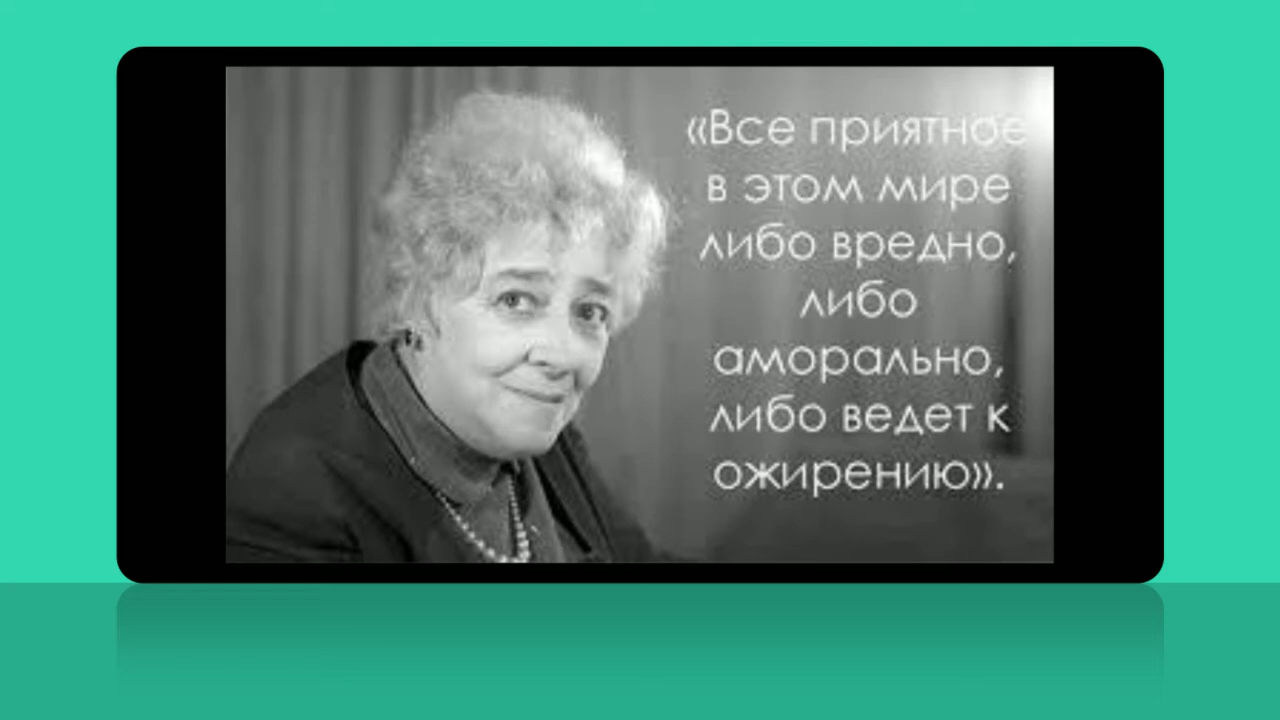 «Все приятное
в этом мире
либо вредно,
либо
аморально,
либо ведет к
ожирению».